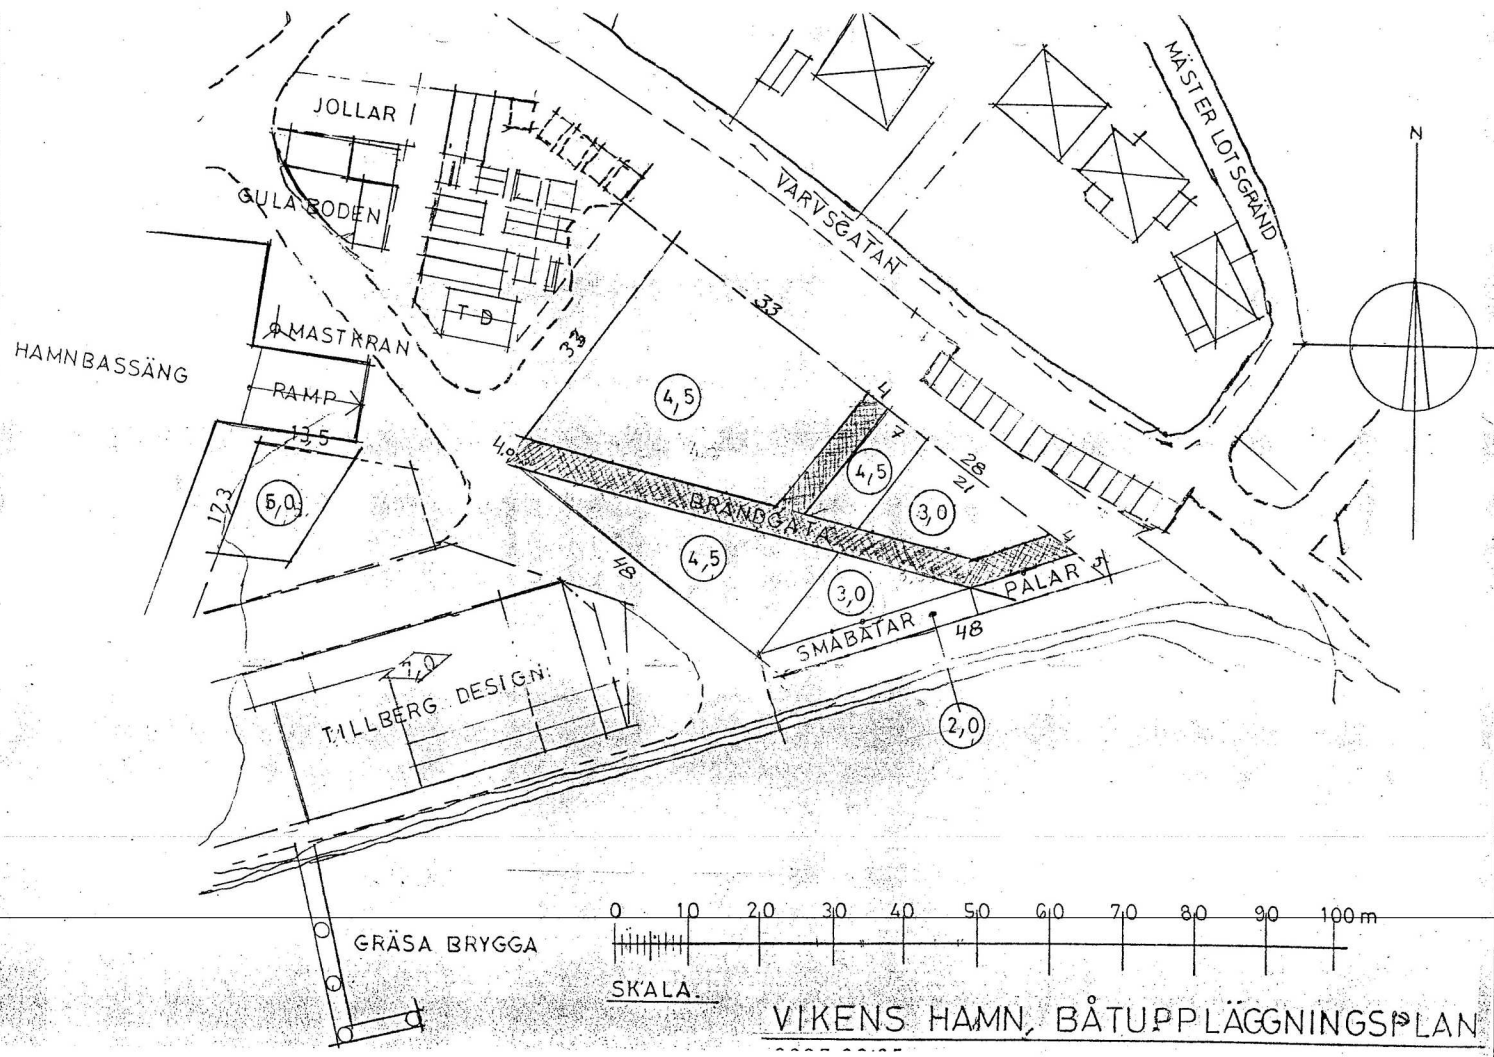 JOLLAR
MÄSTER LOTSGRÄND
N
VARVSGATAN
GULA BODEN
T D
MASTKRAN
HAMNBASSÄNG
RAMP
33
33
4,5
4
13,5
4,0
7
17,3
4,5
28
21
3,0
BRANDGATA
4
4,5
48
3,0
PÅLAR
5
SMÅBÅTAR
48
7,0
TILLBERG DESIGN
2,0
0 10 20 30 40 50 60 70 80 90 100 m
GRÄSA BRYGGA
SKALA.
VIKENS HAMN, BÅTUPPLÄGGNINGSPLAN